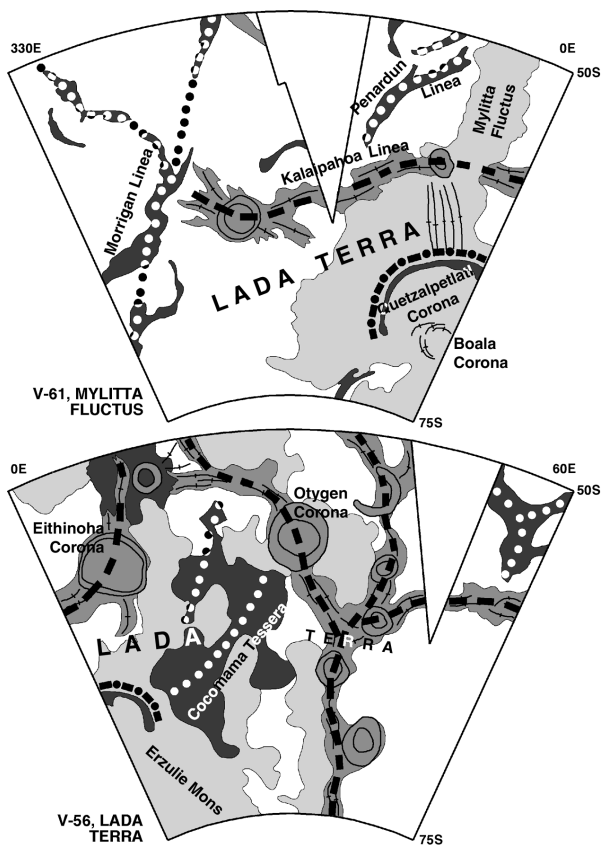 330E
0E
50S
Penardun
Linea
Mylitta
Fluctus
Kalaipahoa Linea
Morrigan Linea
LADA TERRA
Quetzalpetlatl
Corona
Boala
Corona
V-61, MYLITTA
FLUCTUS
75S
0E
60E
50S
Otygen
Corona
Eithinoha
Corona
LADA
TERRA
Cocomama Tessera
Erzulie Mons
V-56, LADA
TERRA
75S